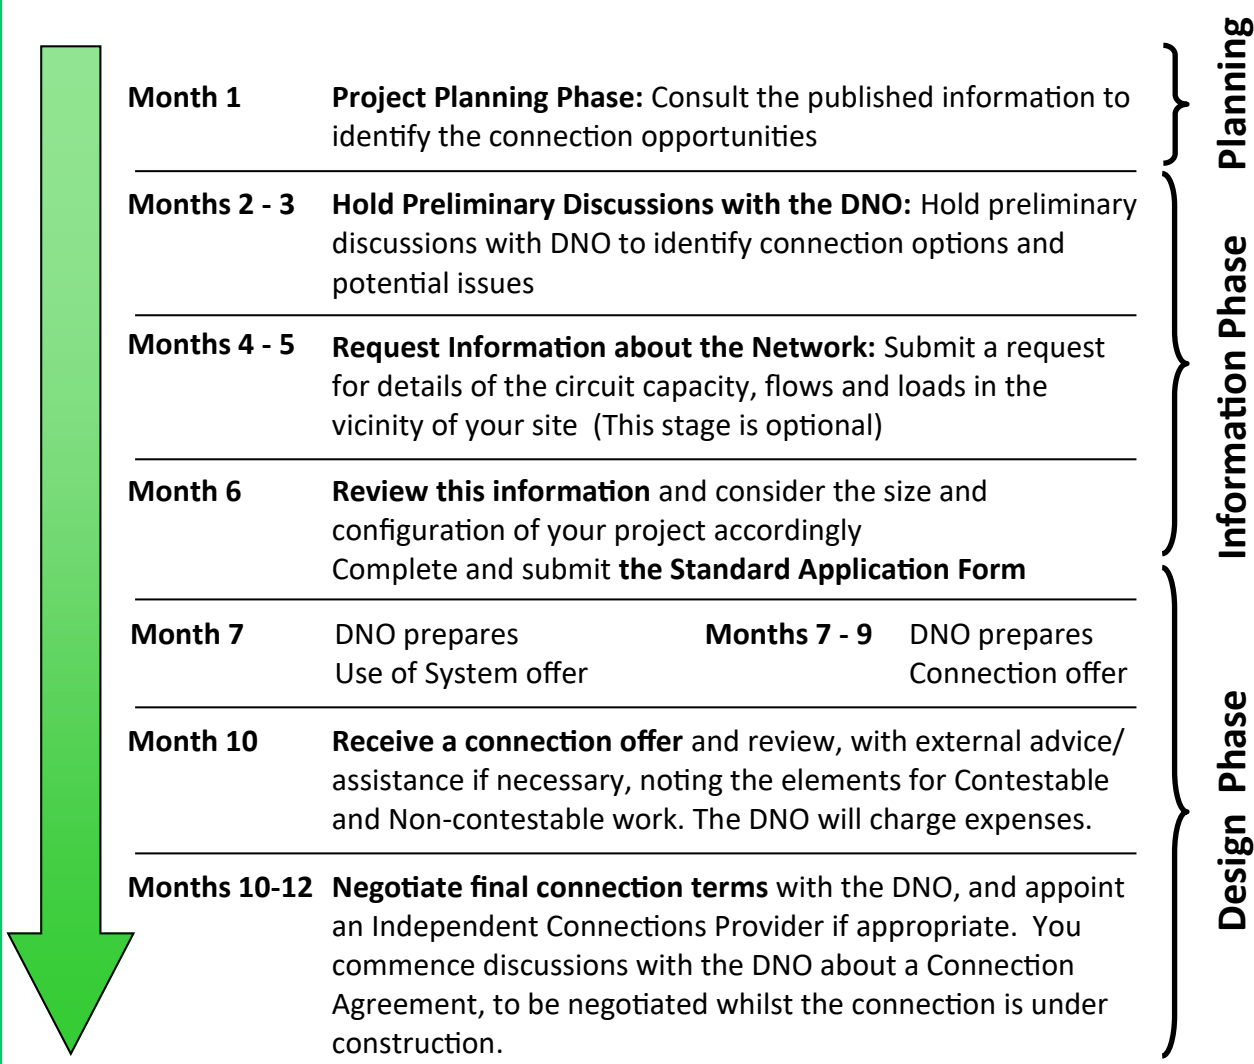 Month 1 Project Planning Phase: Consult the published information to
identify the connection opportunities
Planning
Months 2 - 3 Hold Preliminary Discussions with the DNO: Hold preliminary
discussions with DNO to identify connection options and
potential issues
Months 4 - 5 Request Information about the Network: Submit a request
for details of the circuit capacity, flows and loads in the
vicinity of your site (This stage is optional)
Month 6 Review this information and consider the size and
configuration of your project accordingly
Complete and submit the Standard Application Form
Information Phase
Month 7 DNO prepares Months 7 - 9 DNO prepares
Use of System offer Connection offer
Month 10 Receive a connection offer and review, with external advice/
assistance if necessary, noting the elements for Contestable
and Non-contestable work. The DNO will charge expenses.
Months 10-12 Negotiate final connection terms with the DNO, and appoint
an Independent Connections Provider if appropriate. You
commence discussions with the DNO about a Connection
Agreement, to be negotiated whilst the connection is under
construction.
Design Phase